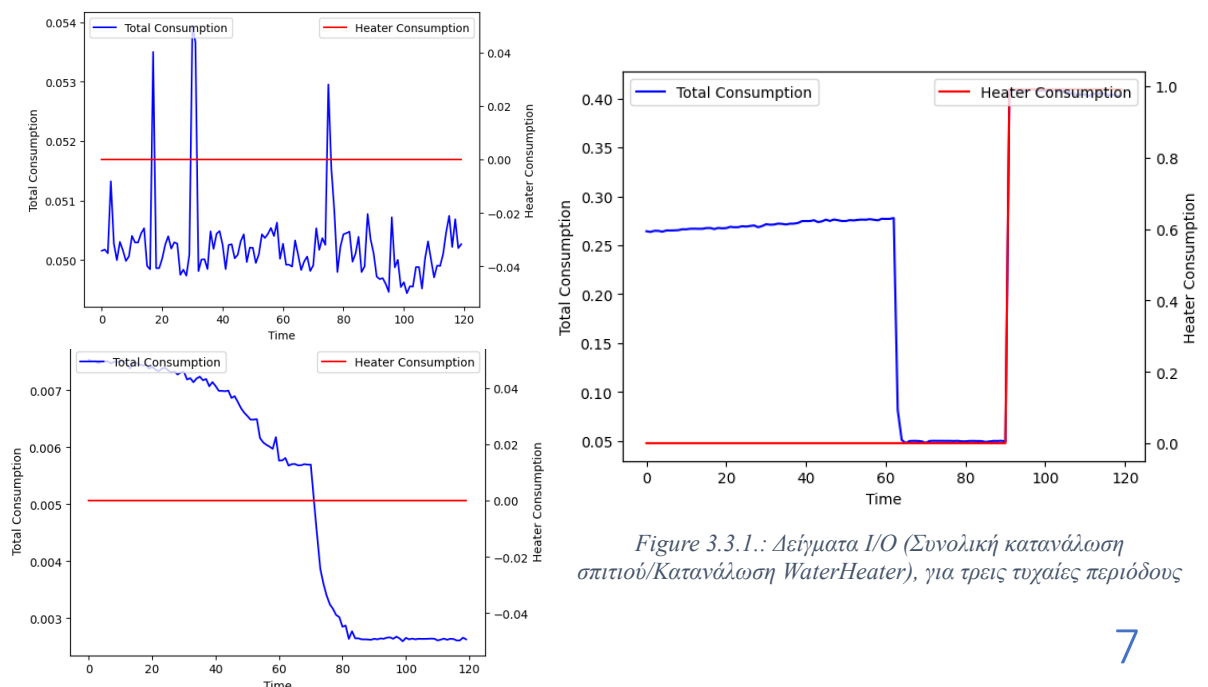 Total Consumption
Heater Consumption
0.054
0.053
0.052
0.051
0.050
Total Consumption
0.04
0.02
0.00
−0.02
−0.04
Heater Consumption
0 20 40 60 80 100 120
Time
Total Consumption
Heater Consumption
0.007
0.006
0.005
0.004
0.003
Total Consumption
0.04
0.02
0.00
−0.02
−0.04
Heater Consumption
0 20 40 60 80 100 120
Time
Total Consumption
Heater Consumption
0.40
0.35
0.30
0.25
0.20
0.15
0.10
0.05
Total Consumption
1.0
0.8
0.6
0.4
0.2
0.0
Heater Consumption
0 20 40 60 80 100 120
Time
Figure 3.3.1.: Δείγματα I/O (Συνολική κατανάλωση
σπιτιού/Κατανάλωση WaterHeater), για τρεις τυχαίες περιόδους
7